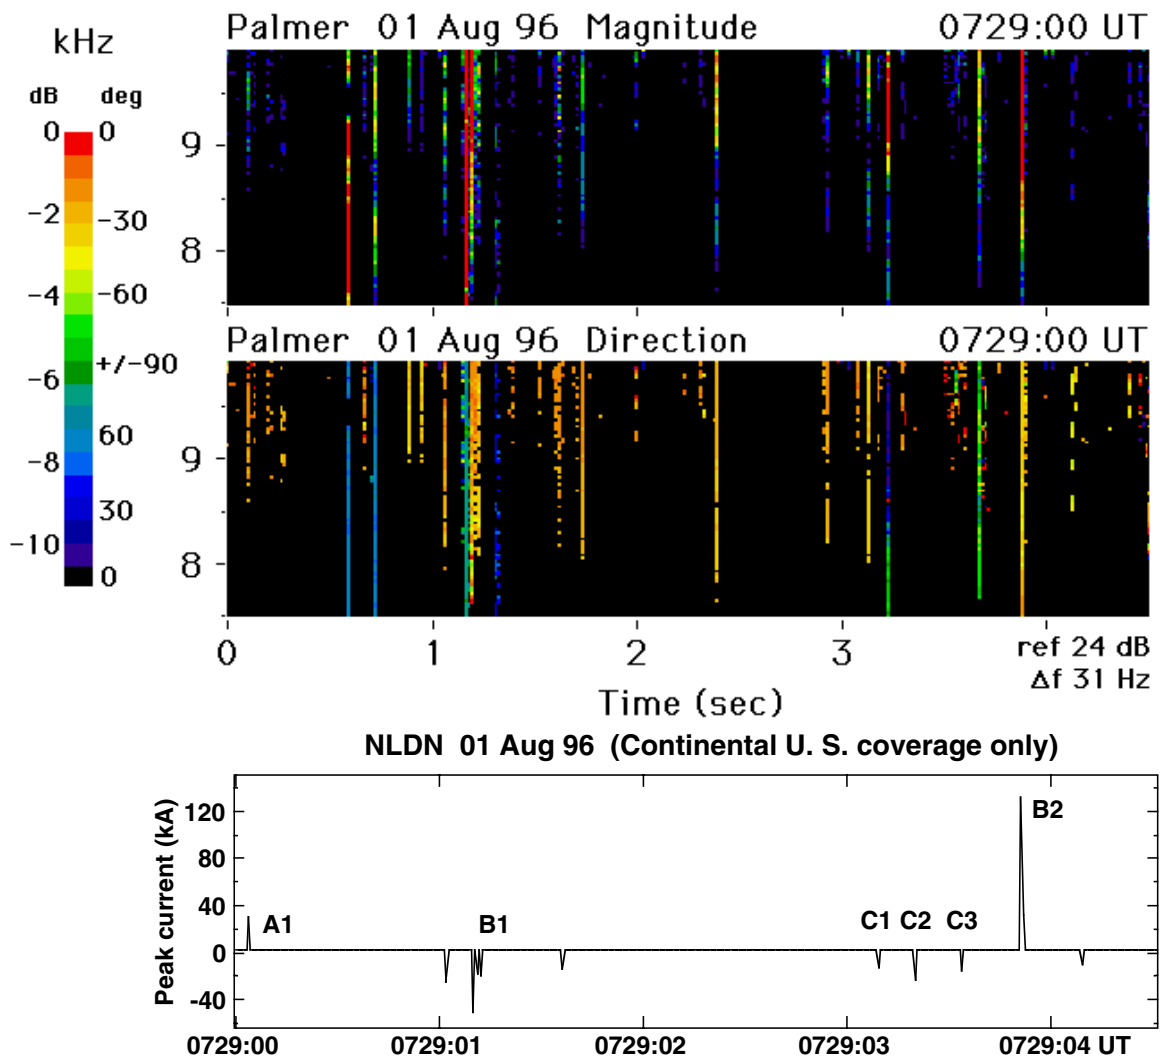 Palmer 01 Aug 96 Magnitude 0729:00 UT
kHz
dB deg
0 0
-2 -30
-4 -60
-6 +/-90
60
-8
30
-10
0
9
8
Palmer 01 Aug 96 Direction 0729:00 UT
9
8
0 1 2 3
ref 24 dB
Δf 31 Hz
Time (sec)
NLDN 01 Aug 96 (Continental U. S. coverage only)
Peak current (kA)
120
80
40
0
-40
A1 B1 C1 C2 C3 B2
0729:00 0729:01 0729:02 0729:03 0729:04 UT